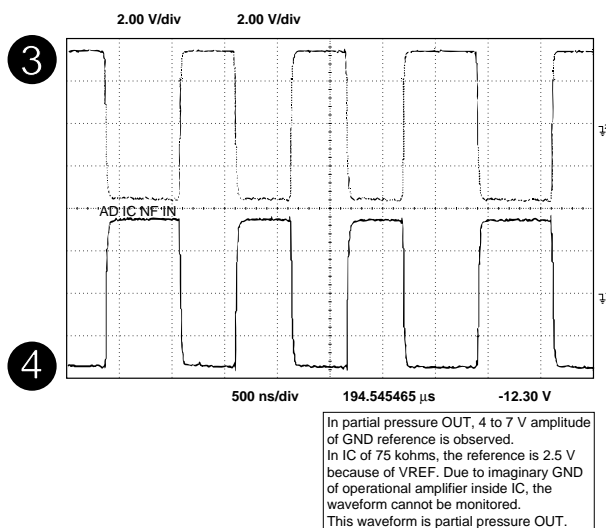 2.00 V/div 2.00 V/div
3
AD IC NF IN
4
500 ns/div 194.545465 µs -12.30 V
In partial pressure OUT, 4 to 7 V amplitude
of GND reference is observed.
In IC of 75 kohms, the reference is 2.5 V
because of VREF. Due to imaginary GND
of operational amplifier inside IC, the
waveform cannot be monitored.
This waveform is partial pressure OUT.